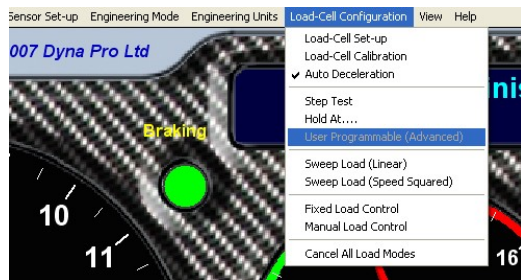 Sensor Set-up Engineering Mode Engineering Units Load-Cell Configuration View Help
007 Dyna Pro Ltd
Load-Cell Set-up
Load-Cell Calibration
✓ Auto Deceleration
Step Test
Hold At....
User Programmable (Advanced)
Sweep Load (Linear)
Sweep Load (Speed Squared)
Fixed Load Control
Manual Load Control
Cancel All Load Modes
Braking
10
11
16